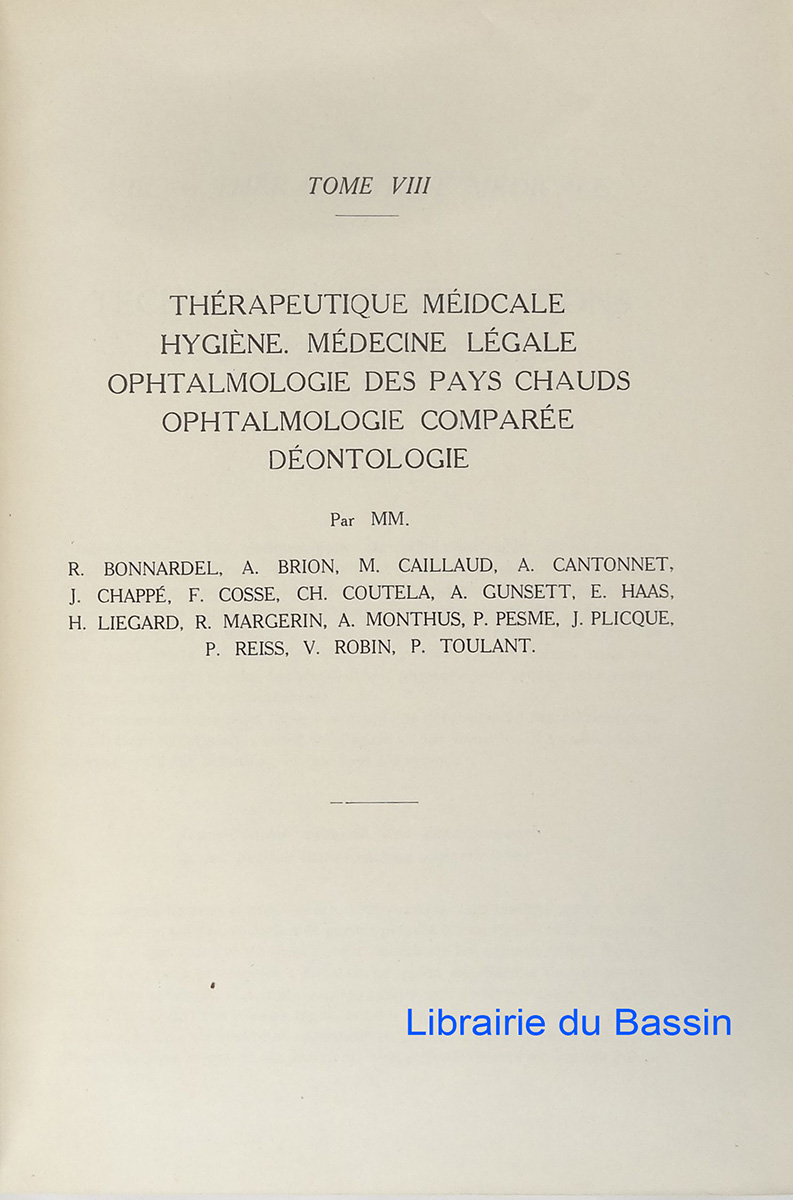 TOME VIII
THÉRAPEUTIQUE MÉIDCALE
HYGIÈNE. MÉDECINE LÉGALE
OPHTALMOLOGIE DES PAYS CHAUDS
OPHTALMOLOGIE COMPARÉE
DÉONTOLOGIE
Par MM.
R. BONNARDEL, A. BRION, M. CAILLAUD, A. CANTONNET,
J. CHAPPÉ, F. COSSE, CH. COUTELA, A. GUNSETT, E. HAAS,
H. LIEGARD, R. MARGERIN, A. MONTHUS, P. PESME, J. PLICQUE,
P. REISS, V. ROBIN, P. TOULANT.
Librairie du Bassin